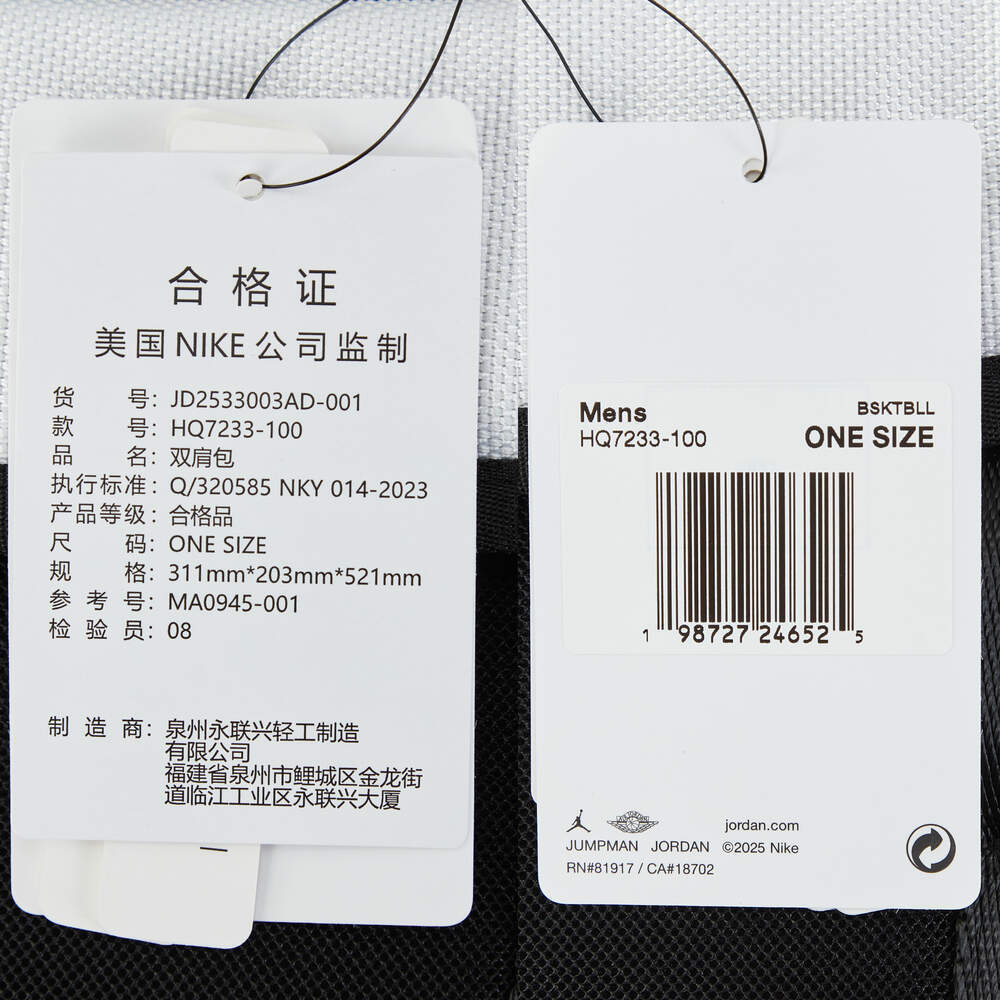 合格证
美国NIKE公司监制
货号：JD2533003AD-001
款号：HQ7233-100
品名：双肩包
执行标准：Q/320585 NKY 014-2023
产品等级：合格品
尺码：ONE SIZE
规格：311mm*203mm*521mm
参考号：MA0945-001
检验员：08
制造商：泉州永联兴轻工制造
有限公司
福建省泉州市鲤城区金龙街
道临江工业区永联兴大厦
Mens
BSKTBLL
HQ7233-100
ONE SIZE
1 98727 24652 5
jordan.com
JUMPMAN JORDAN ©2025 Nike
RN#81917 / CA#18702